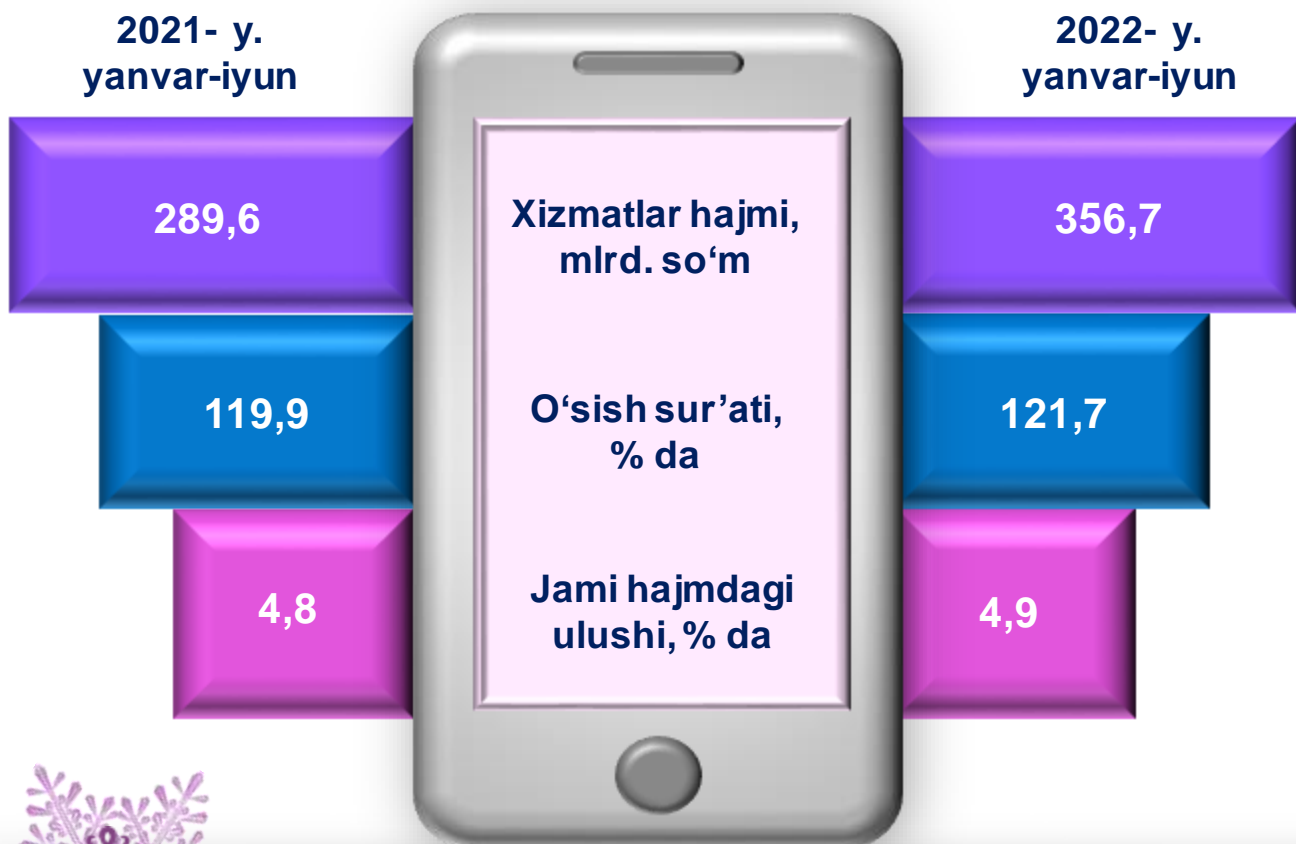 2021- y.
yanvar-iyun
2022- y.
yanvar-iyun
289,6
Xizmatlar hajmi,
mlrd. so‘m
356,7
119,9
O‘sish sur’ati,
% da
121,7
4,8
Jami hajmdagi
ulushi, % da
4,9